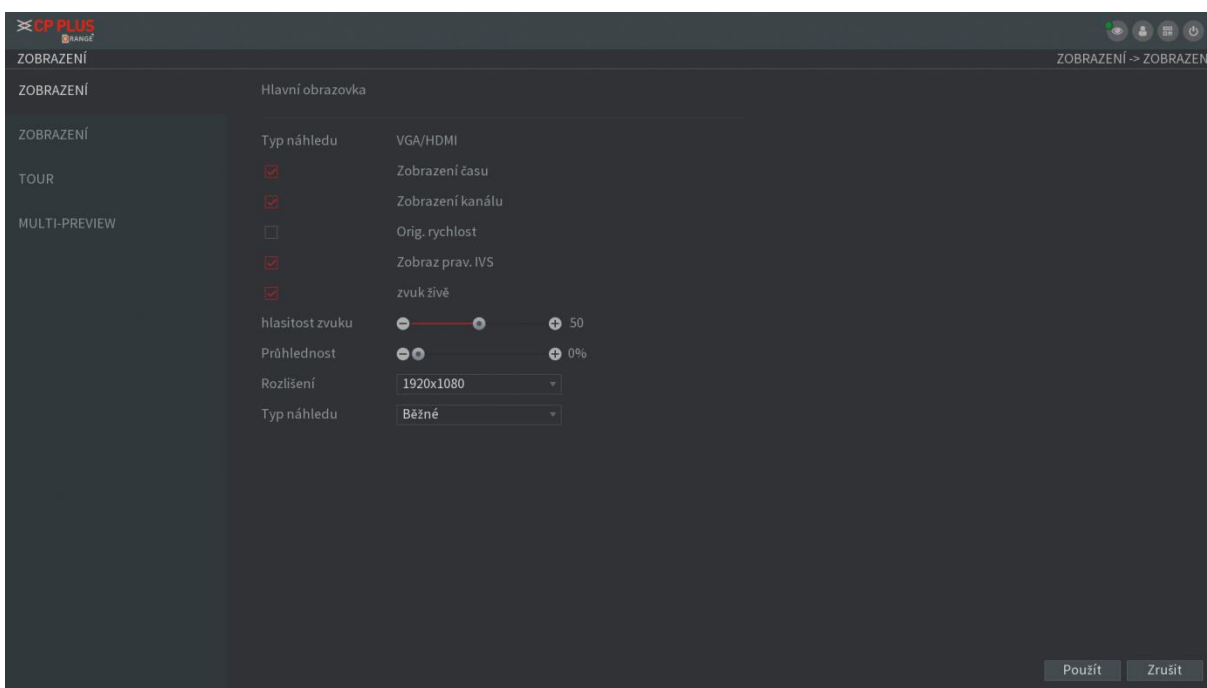 CP PLUS
ORANGE
ZOBRAZENÍ
ZOBRAZENÍ -> ZOBRAZEN
ZOBRAZENÍ
ZOBRAZENÍ
TOUR
MULTI-PREVIEW
Hlavní obrazovka
Typ náhledu VGA/HDMI
Zobrazení času
Zobrazení kanálu
Orig. rychlost
Zobraz prav. IVS
zvuk živě
hlasitost zvuku 50
Průhlednost 0%
Rozlišení 1920x1080
Typ náhledu Běžné
Použít Zrušit